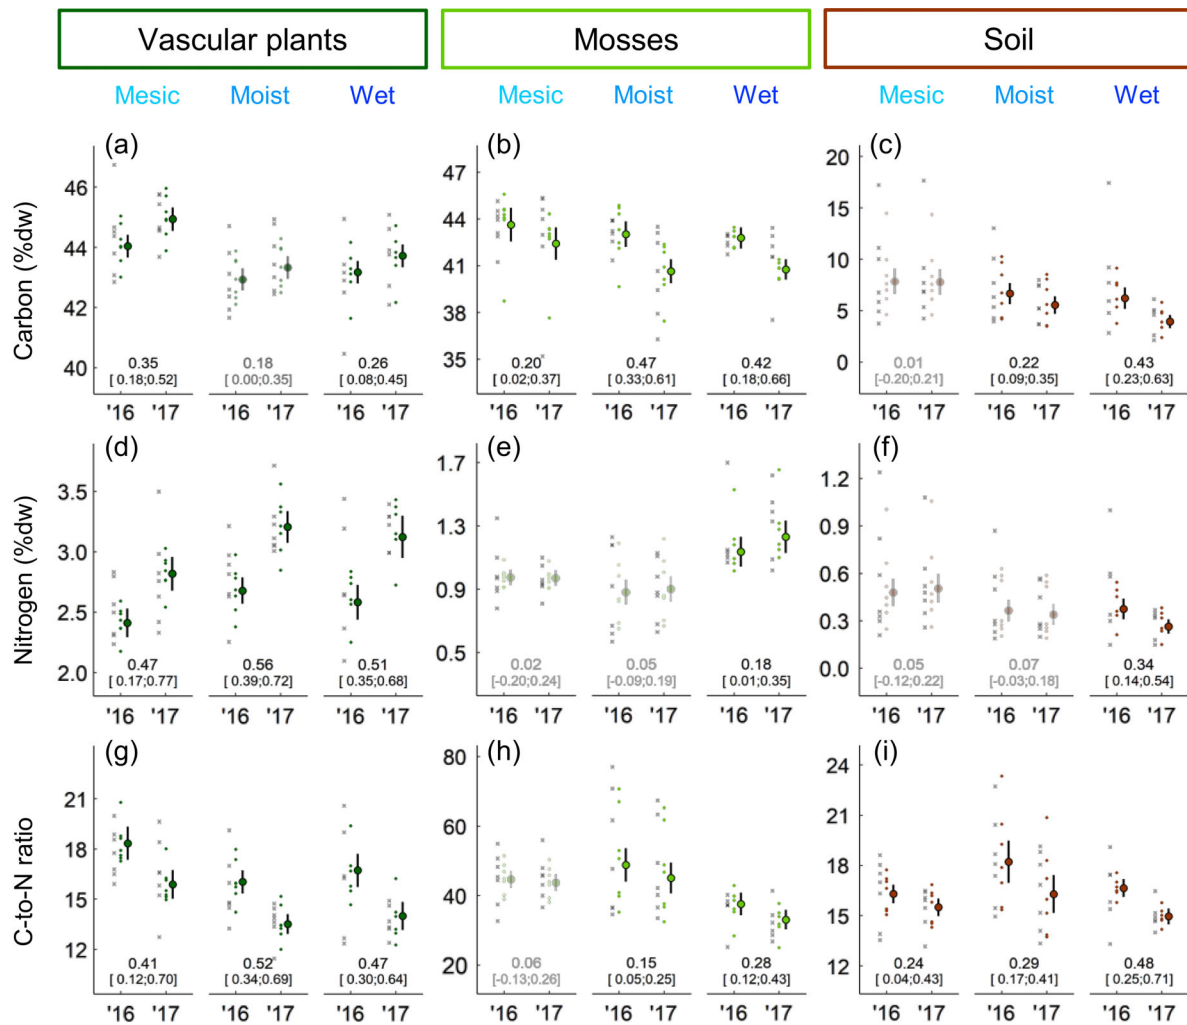 Vascular plants Mosses Soil
Mesic Moist Wet Mesic Moist Wet Mesic Moist Wet
(a) (b) (c)
Carbon (%dw)
46
44
42
40
47
43
39
35
20
15
10
5
0
0.35 0.18 0.26 0.20 0.47 0.42 0.01 0.22 0.43
[ 0.18;0.52] [ 0.00;0.35] [ 0.08;0.45] [ 0.02;0.37] [ 0.33;0.61] [ 0.18;0.66] [-0.20;0.21] [ 0.09;0.35] [ 0.23;0.63]
'16 '17 '16 '17 '16 '17 '16 '17 '16 '17 '16 '17 '16 '17 '16 '17 '16 '17
(d) (e) (f)
Nitrogen (%dw)
3.5
3.0
2.5
2.0
1.7
1.3
0.9
0.5
1.2
0.9
0.6
0.3
0.0
0.47 0.56 0.51 0.02 0.05 0.18 0.05 0.07 0.34
[ 0.17;0.77] [ 0.39;0.72] [ 0.35;0.68] [-0.20;0.24] [-0.09;0.19] [ 0.01;0.35] [-0.12;0.22] [-0.03;0.18] [ 0.14;0.54]
'16 '17 '16 '17 '16 '17 '16 '17 '16 '17 '16 '17 '16 '17 '16 '17 '16 '17
(g) (h) (i)
C-to-N ratio
21
18
15
12
80
60
40
20
24
21
18
15
12
0.41 0.52 0.47 0.06 0.15 0.28 0.24 0.29 0.48
[ 0.12;0.70] [ 0.34;0.69] [ 0.30;0.64] [-0.13;0.26] [ 0.05;0.25] [ 0.12;0.43] [ 0.04;0.43] [ 0.17;0.41] [ 0.25;0.71]
'16 '17 '16 '17 '16 '17 '16 '17 '16 '17 '16 '17 '16 '17 '16 '17 '16 '17